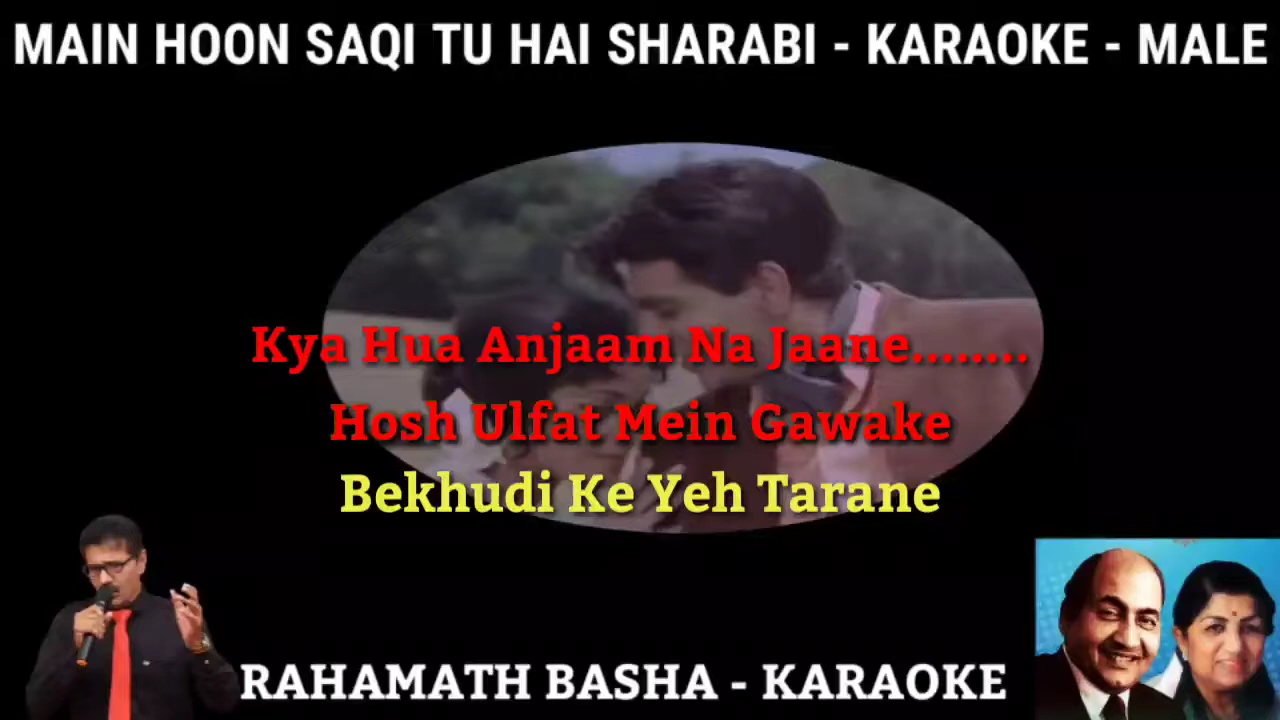 MAIN HOON SAQI TU HAI SHARABI - KARAOKE - MALE
Kya Hua Anjaam Na Jaane........
Hosh Ulfat Mein Gawake
Bekhudi Ke Yeh Tarane
RAHAMATH BASHA - KARAOKE